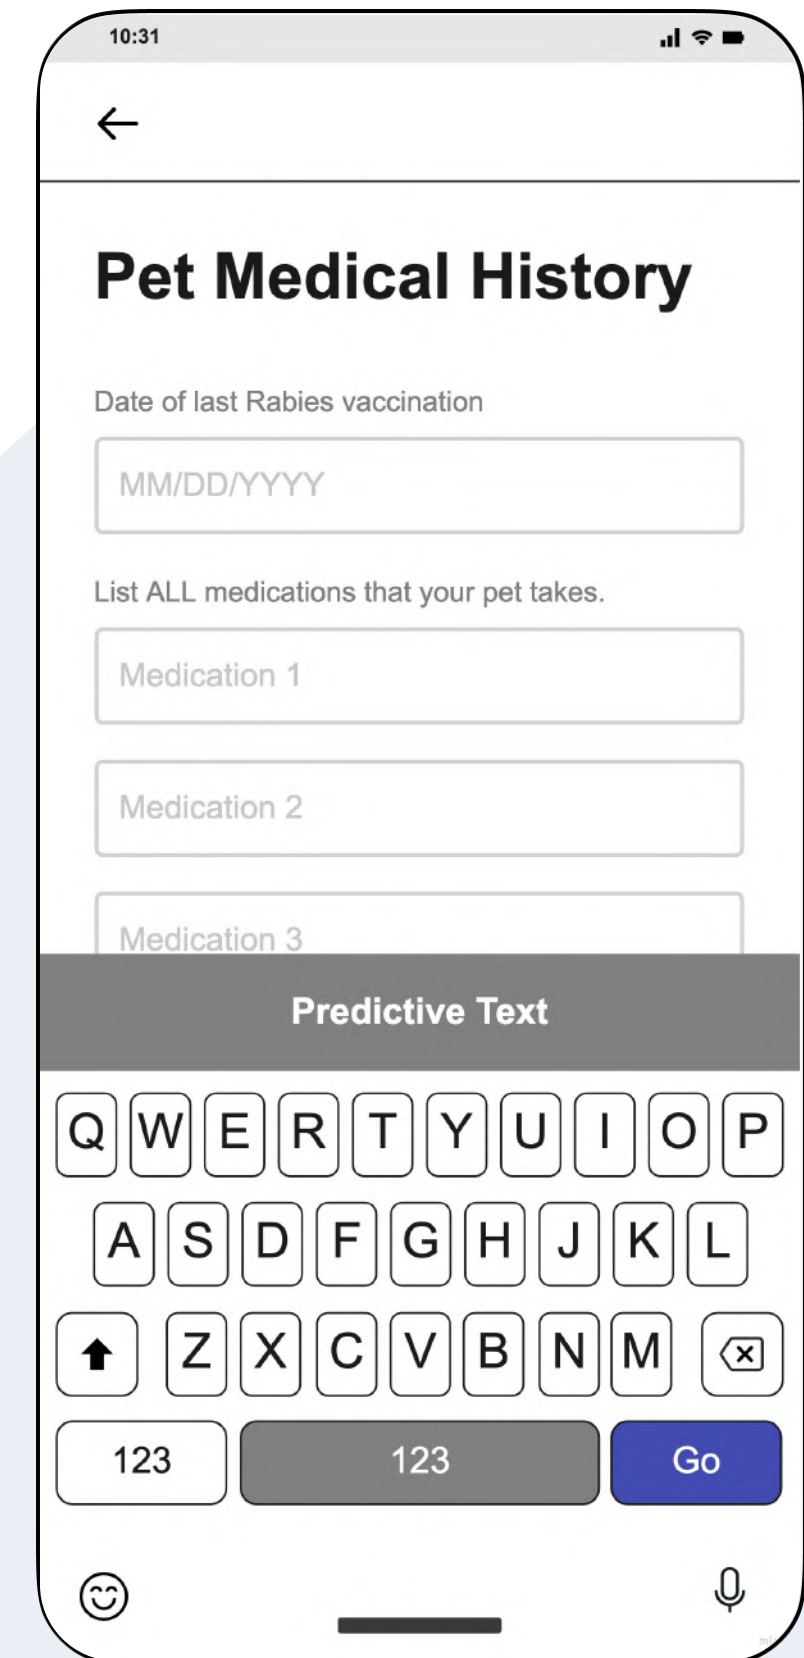 10:31
Pet Medical History
Date of last Rabies vaccination
MM/DD/YYYY
List ALL medications that your pet takes.
Medication 1
Medication 2
Medication 3
Predictive Text
Q W E R T Y U I O P
A S D F G H J K L
Z X C V B N M
123 123 Go